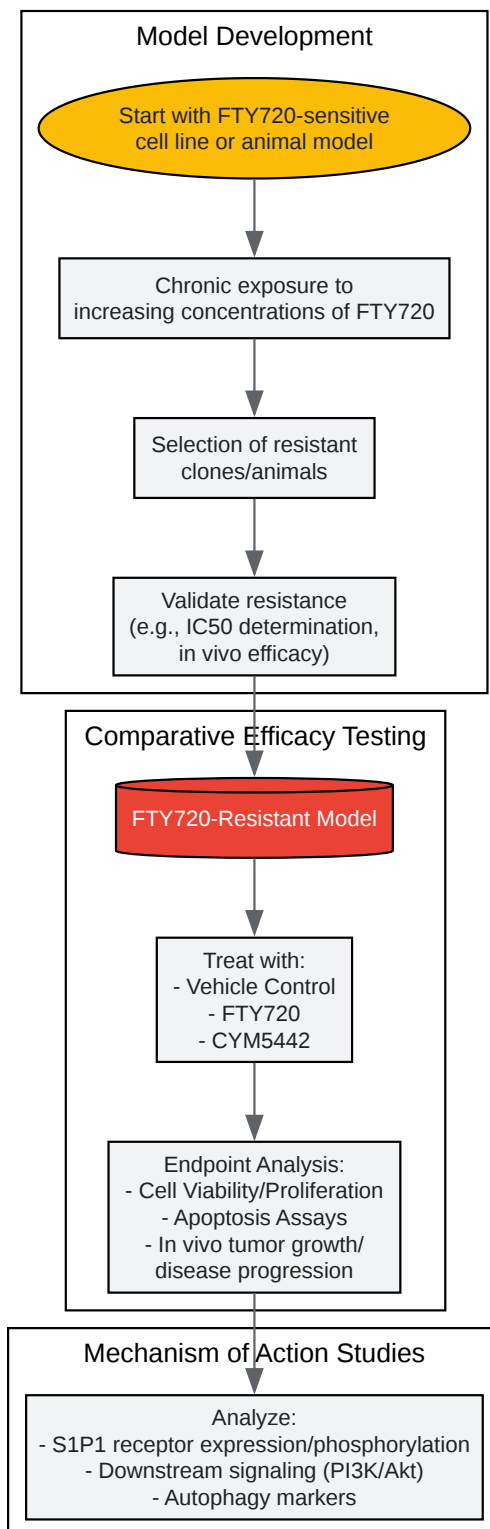 Model Development
Start with FTY720-sensitive
cell line or animal model
Chronic exposure to
increasing concentrations of FTY720
Selection of resistant
clones/animals
Validate resistance
(e.g., IC50 determination,
in vivo efficacy)
Comparative Efficacy Testing
FTY720-Resistant Model
Treat with:
- Vehicle Control
- FTY720
- CYM5442
Endpoint Analysis:
- Cell Viability/Proliferation
- Apoptosis Assays
- In vivo tumor growth/
disease progression
Mechanism of Action Studies
Analyze:
- S1P1 receptor expression/phosphorylation
- Downstream signaling (PI3K/Akt)
- Autophagy markers